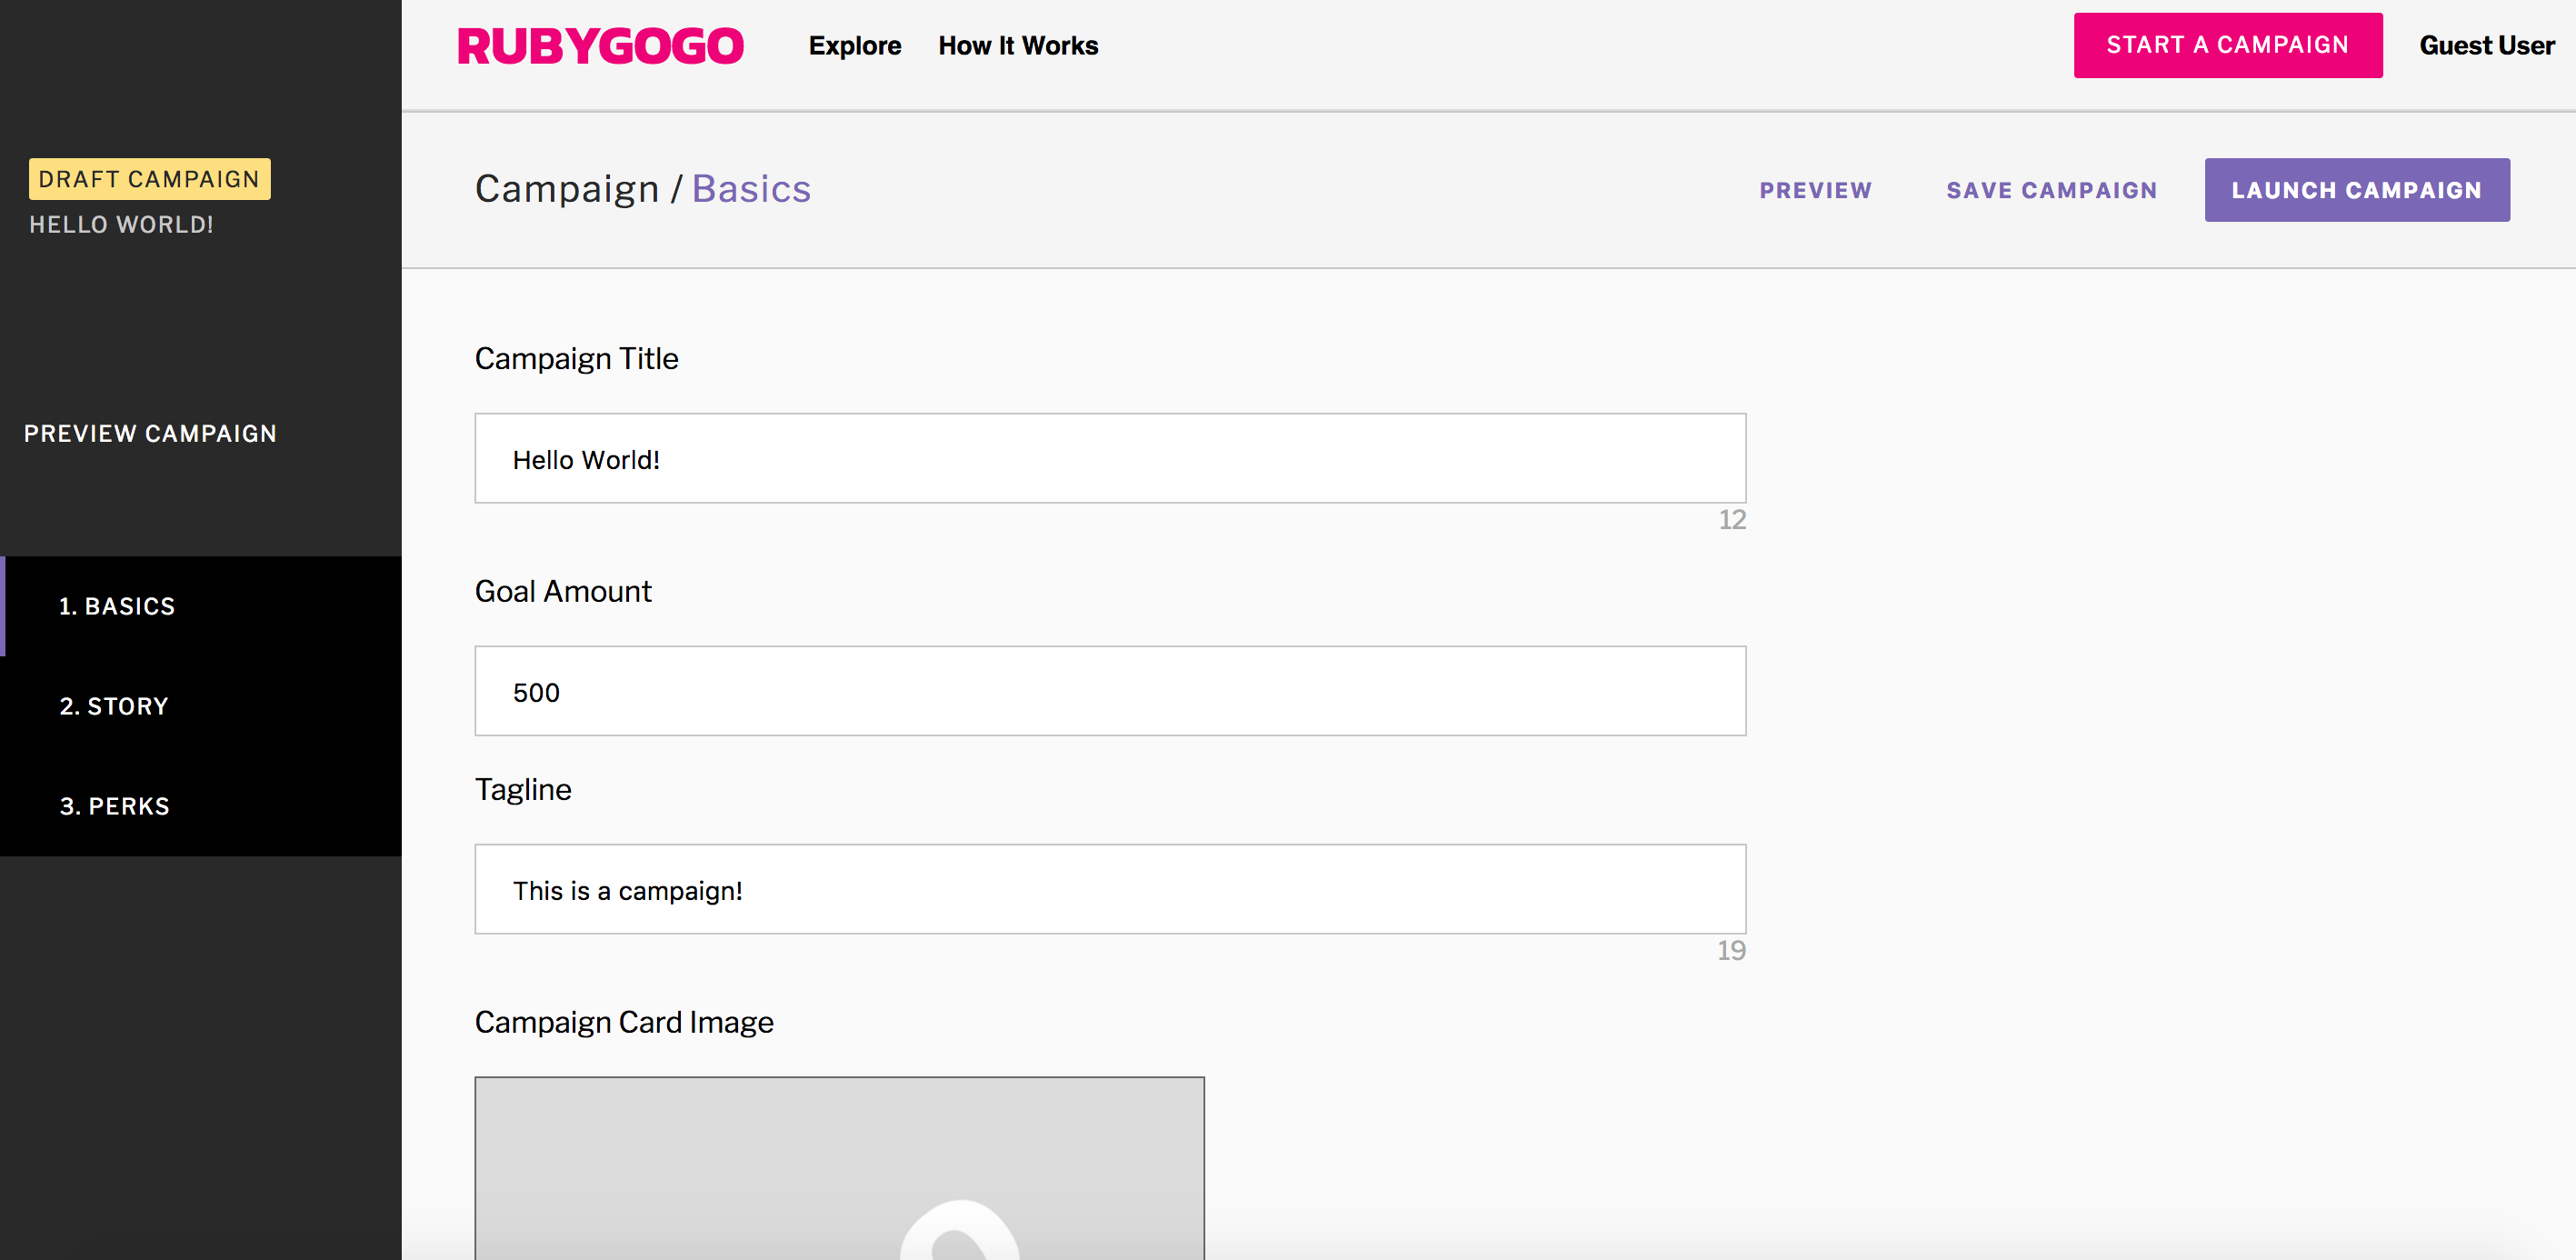 RUBYGOGO
Explore
How It Works
START A CAMPAIGN
Guest User
DRAFT CAMPAIGN
HELLO WORLD!
PREVIEW CAMPAIGN
1. BASICS
2. STORY
3. PERKS
Campaign / Basics
PREVIEW
SAVE CAMPAIGN
LAUNCH CAMPAIGN
Campaign Title
Hello World!
12
Goal Amount
500
Tagline
This is a campaign!
19
Campaign Card Image